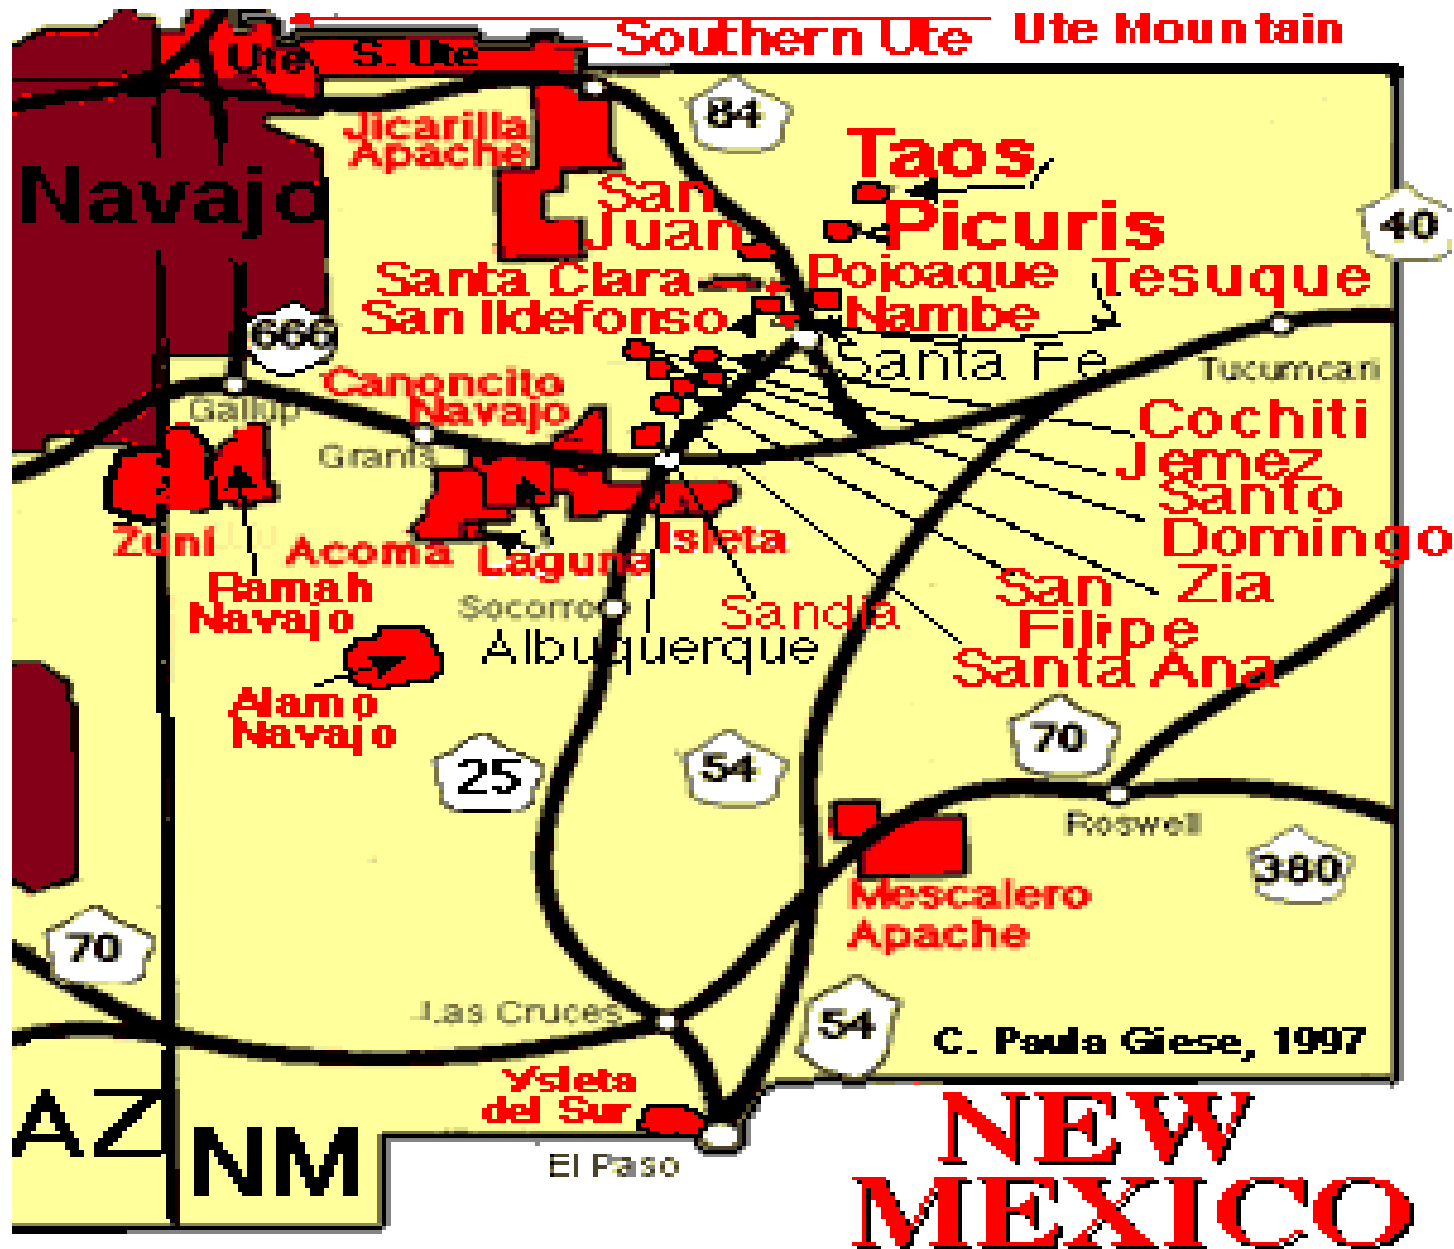 Ute Mountain
Southern Ute
Ute
S. Ute
84
Jicarilla
Apache
Taos
Navajo
San
Juan
Picuris
40
Santa Clara
Pojoaque
Tesuque
San Ildefonso
Nambe
666
Santa Fe
Tucumcari
Canoncito
Navajo
Gallup
Grants
Cochiti
Jemez
Santo
Domingo
Zuni
Acoma
Laguna
Isleta
Ramah
Navajo
Socorro
Sandia
San
Filipe
Zia
Albuquerque
Santa Ana
Alamo
Navajo
25
54
70
Roswell
380
Mescalero
Apache
70
Las Cruces
54
C. Paula Giese, 1997
Ysleta
del Sur
AZ
NM
El Paso
NEW
MEXICO